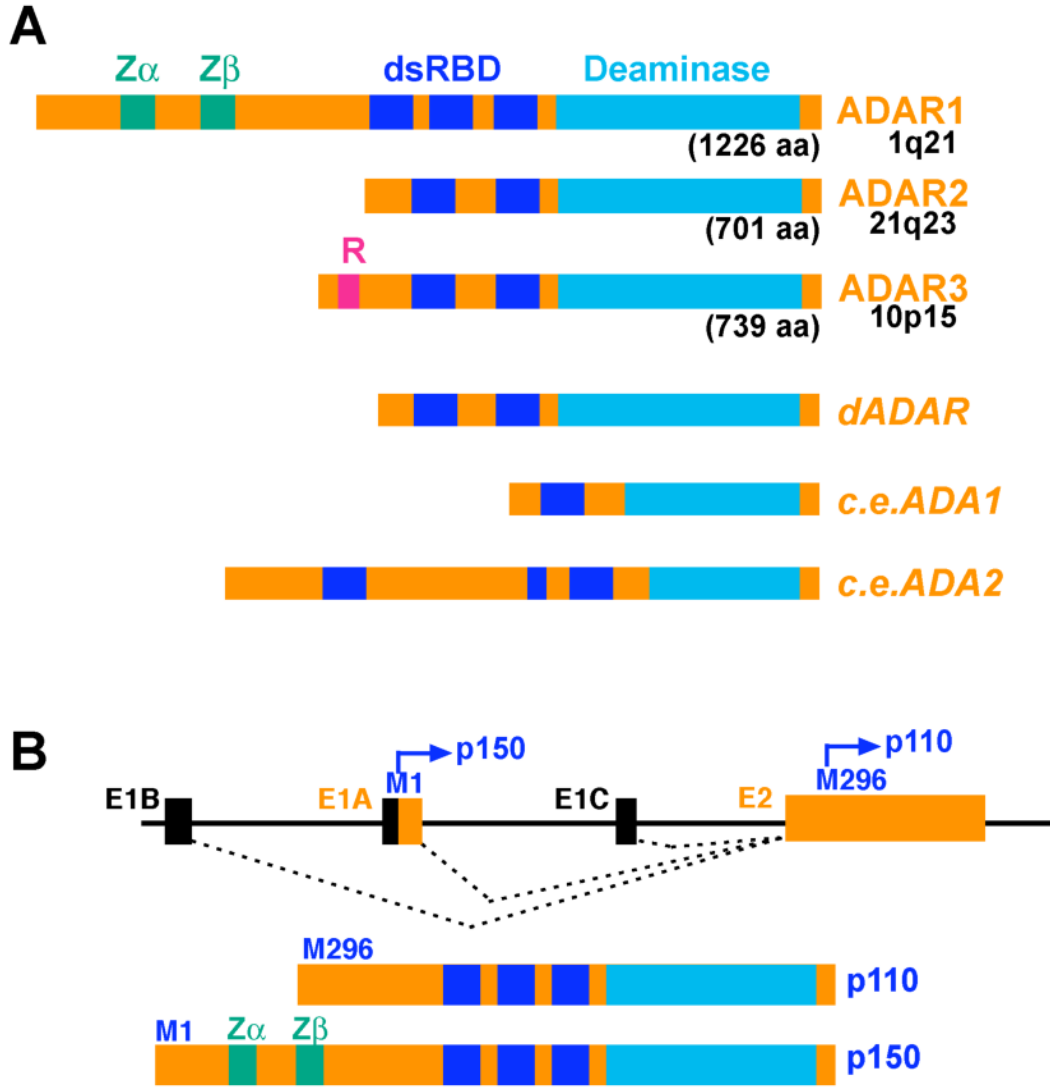 A
Zα Zβ dsRBD Deaminase
ADAR1
(1226 aa) 1q21
ADAR2
(701 aa) 21q23
R
ADAR3
(739 aa) 10p15
dADAR
c.e.ADA1
c.e.ADA2
B
p150 p110
M1 M296
E1B E1A E1C E2
M296
p110
M1 Zα Zβ
p150